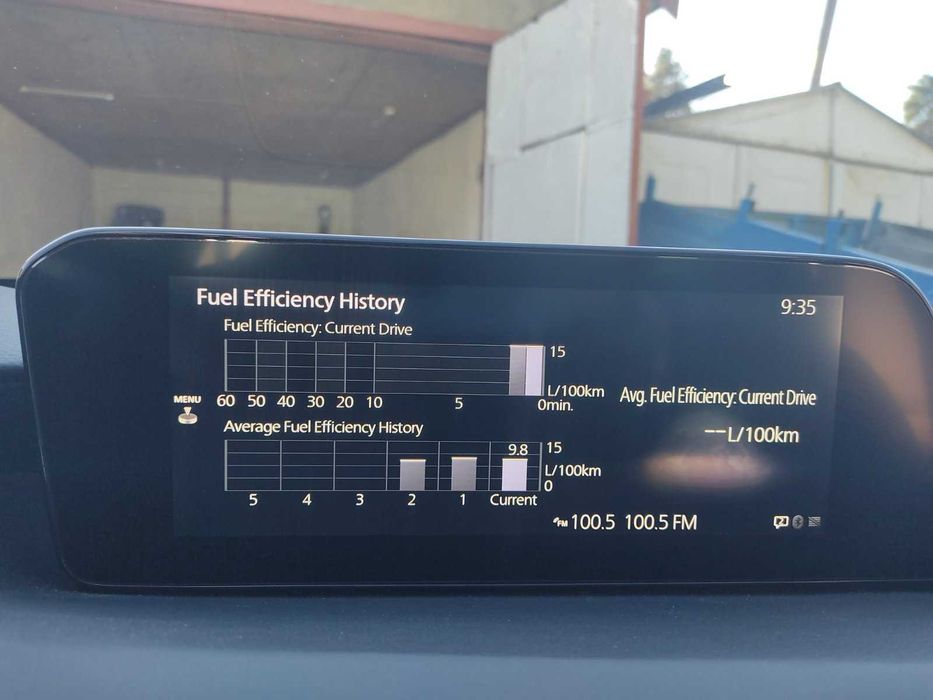 Fuel Efficiency History
9:35
Fuel Efficiency: Current Drive
15
L/100km
MENU
60 50 40 30 20 10 5 0min.
Avg. Fuel Efficiency: Current Drive
--L/100km
Average Fuel Efficiency History
9.8
15
L/100km
0
5 4 3 2 1 Current
FM 100.5 100.5 FM